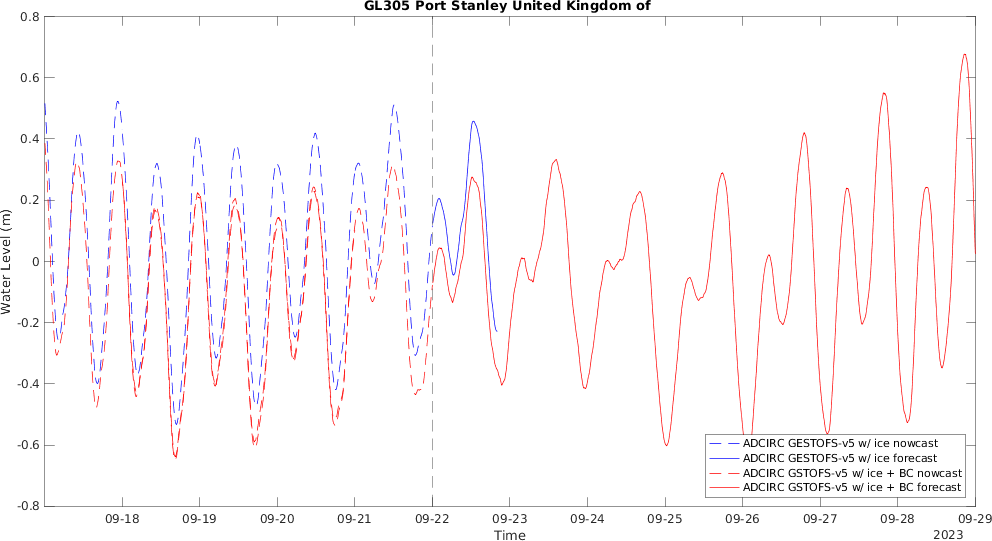 GL305 Port Stanley United Kingdom of
0.8
0.6
0.4
0.2
0
-0.2
-0.4
-0.6
-0.8
Water Level (m)
ADCIRC GESTOFS-v5 w/ ice nowcast
ADCIRC GESTOFS-v5 w/ ice forecast
ADCIRC GSTOFS-v5 w/ ice + BC nowcast
ADCIRC GSTOFS-v5 w/ ice + BC forecast
09-18 09-19 09-20 09-21 09-22 09-23 09-24 09-25 09-26 09-27 09-28 09-29
Time
2023